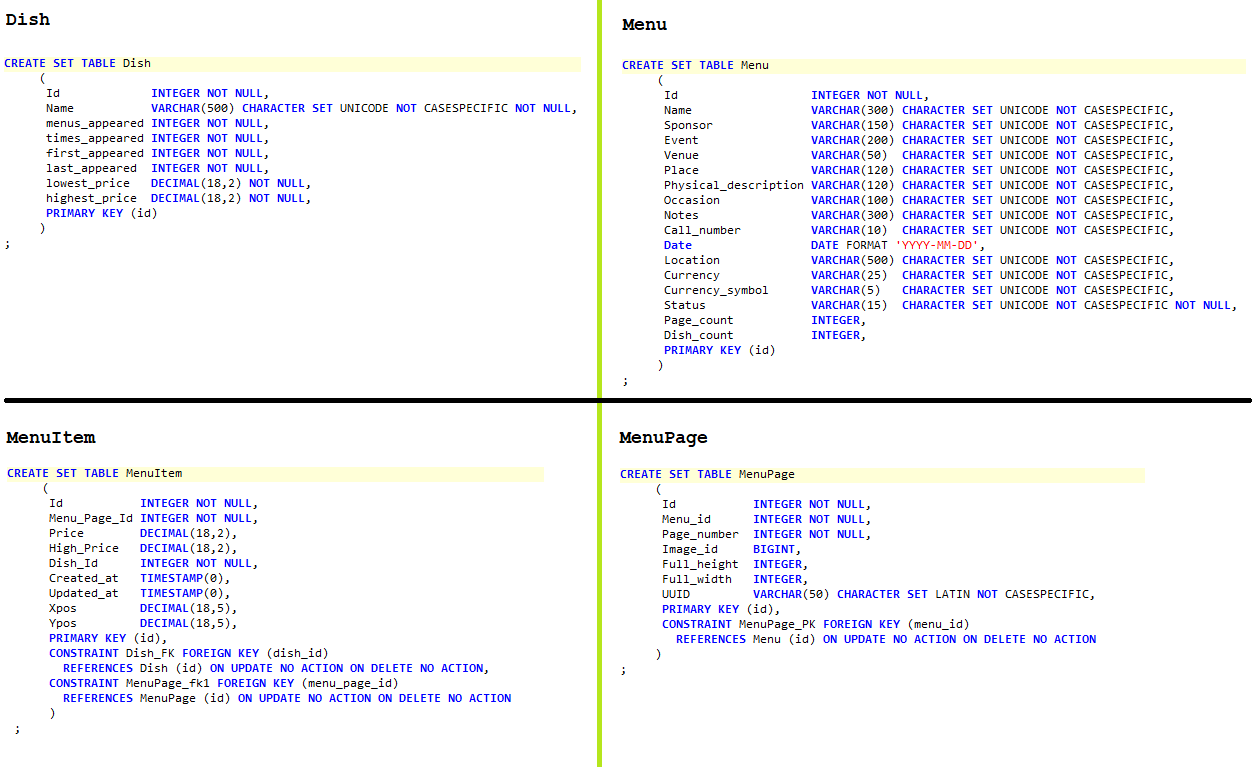 Dish
CREATE SET TABLE Dish
(
Id INTEGER NOT NULL,
Name VARCHAR(500) CHARACTER SET UNICODE NOT CASESPECIFIC NOT NULL,
menus_appeared INTEGER NOT NULL,
times_appeared INTEGER NOT NULL,
first_appeared INTEGER NOT NULL,
last_appeared INTEGER NOT NULL,
lowest_price DECIMAL(18,2) NOT NULL,
highest_price DECIMAL(18,2) NOT NULL,
PRIMARY KEY (id)
)
;
Menu
CREATE SET TABLE Menu
(
Id INTEGER NOT NULL,
Name VARCHAR(300) CHARACTER SET UNICODE NOT CASESPECIFIC,
Sponsor VARCHAR(150) CHARACTER SET UNICODE NOT CASESPECIFIC,
Event VARCHAR(200) CHARACTER SET UNICODE NOT CASESPECIFIC,
Venue VARCHAR(50) CHARACTER SET UNICODE NOT CASESPECIFIC,
Place VARCHAR(120) CHARACTER SET UNICODE NOT CASESPECIFIC,
Physical_description VARCHAR(120) CHARACTER SET UNICODE NOT CASESPECIFIC,
Occasion VARCHAR(100) CHARACTER SET UNICODE NOT CASESPECIFIC,
Notes VARCHAR(300) CHARACTER SET UNICODE NOT CASESPECIFIC,
Call_number VARCHAR(10) CHARACTER SET UNICODE NOT CASESPECIFIC,
Date DATE FORMAT 'YYYY-MM-DD',
Location VARCHAR(500) CHARACTER SET UNICODE NOT CASESPECIFIC,
Currency VARCHAR(25) CHARACTER SET UNICODE NOT CASESPECIFIC,
Currency_symbol VARCHAR(5) CHARACTER SET UNICODE NOT CASESPECIFIC,
Status VARCHAR(15) CHARACTER SET UNICODE NOT CASESPECIFIC NOT NULL,
Page_count INTEGER,
Dish_count INTEGER,
PRIMARY KEY (id)
)
;
MenuItem
CREATE SET TABLE MenuItem
(
Id INTEGER NOT NULL,
Menu_Page_Id INTEGER NOT NULL,
Price DECIMAL(18,2),
High_Price DECIMAL(18,2),
Dish_Id INTEGER NOT NULL,
Created_at TIMESTAMP(0),
Updated_at TIMESTAMP(0),
Xpos DECIMAL(18,5),
Ypos DECIMAL(18,5),
PRIMARY KEY (id),
CONSTRAINT Dish_FK FOREIGN KEY (dish_id)
REFERENCES Dish (id) ON UPDATE NO ACTION ON DELETE NO ACTION,
CONSTRAINT MenuPage_fk1 FOREIGN KEY (menu_page_id)
REFERENCES MenuPage (id) ON UPDATE NO ACTION ON DELETE NO ACTION
)
;
MenuPage
CREATE SET TABLE MenuPage
(
Id INTEGER NOT NULL,
Menu_id INTEGER NOT NULL,
Page_number INTEGER NOT NULL,
Image_id BIGINT,
Full_height INTEGER,
Full_width INTEGER,
UUID VARCHAR(50) CHARACTER SET LATIN NOT CASESPECIFIC,
PRIMARY KEY (id),
CONSTRAINT MenuPage_PK FOREIGN KEY (menu_id)
REFERENCES Menu (id) ON UPDATE NO ACTION ON DELETE NO ACTION
)
;